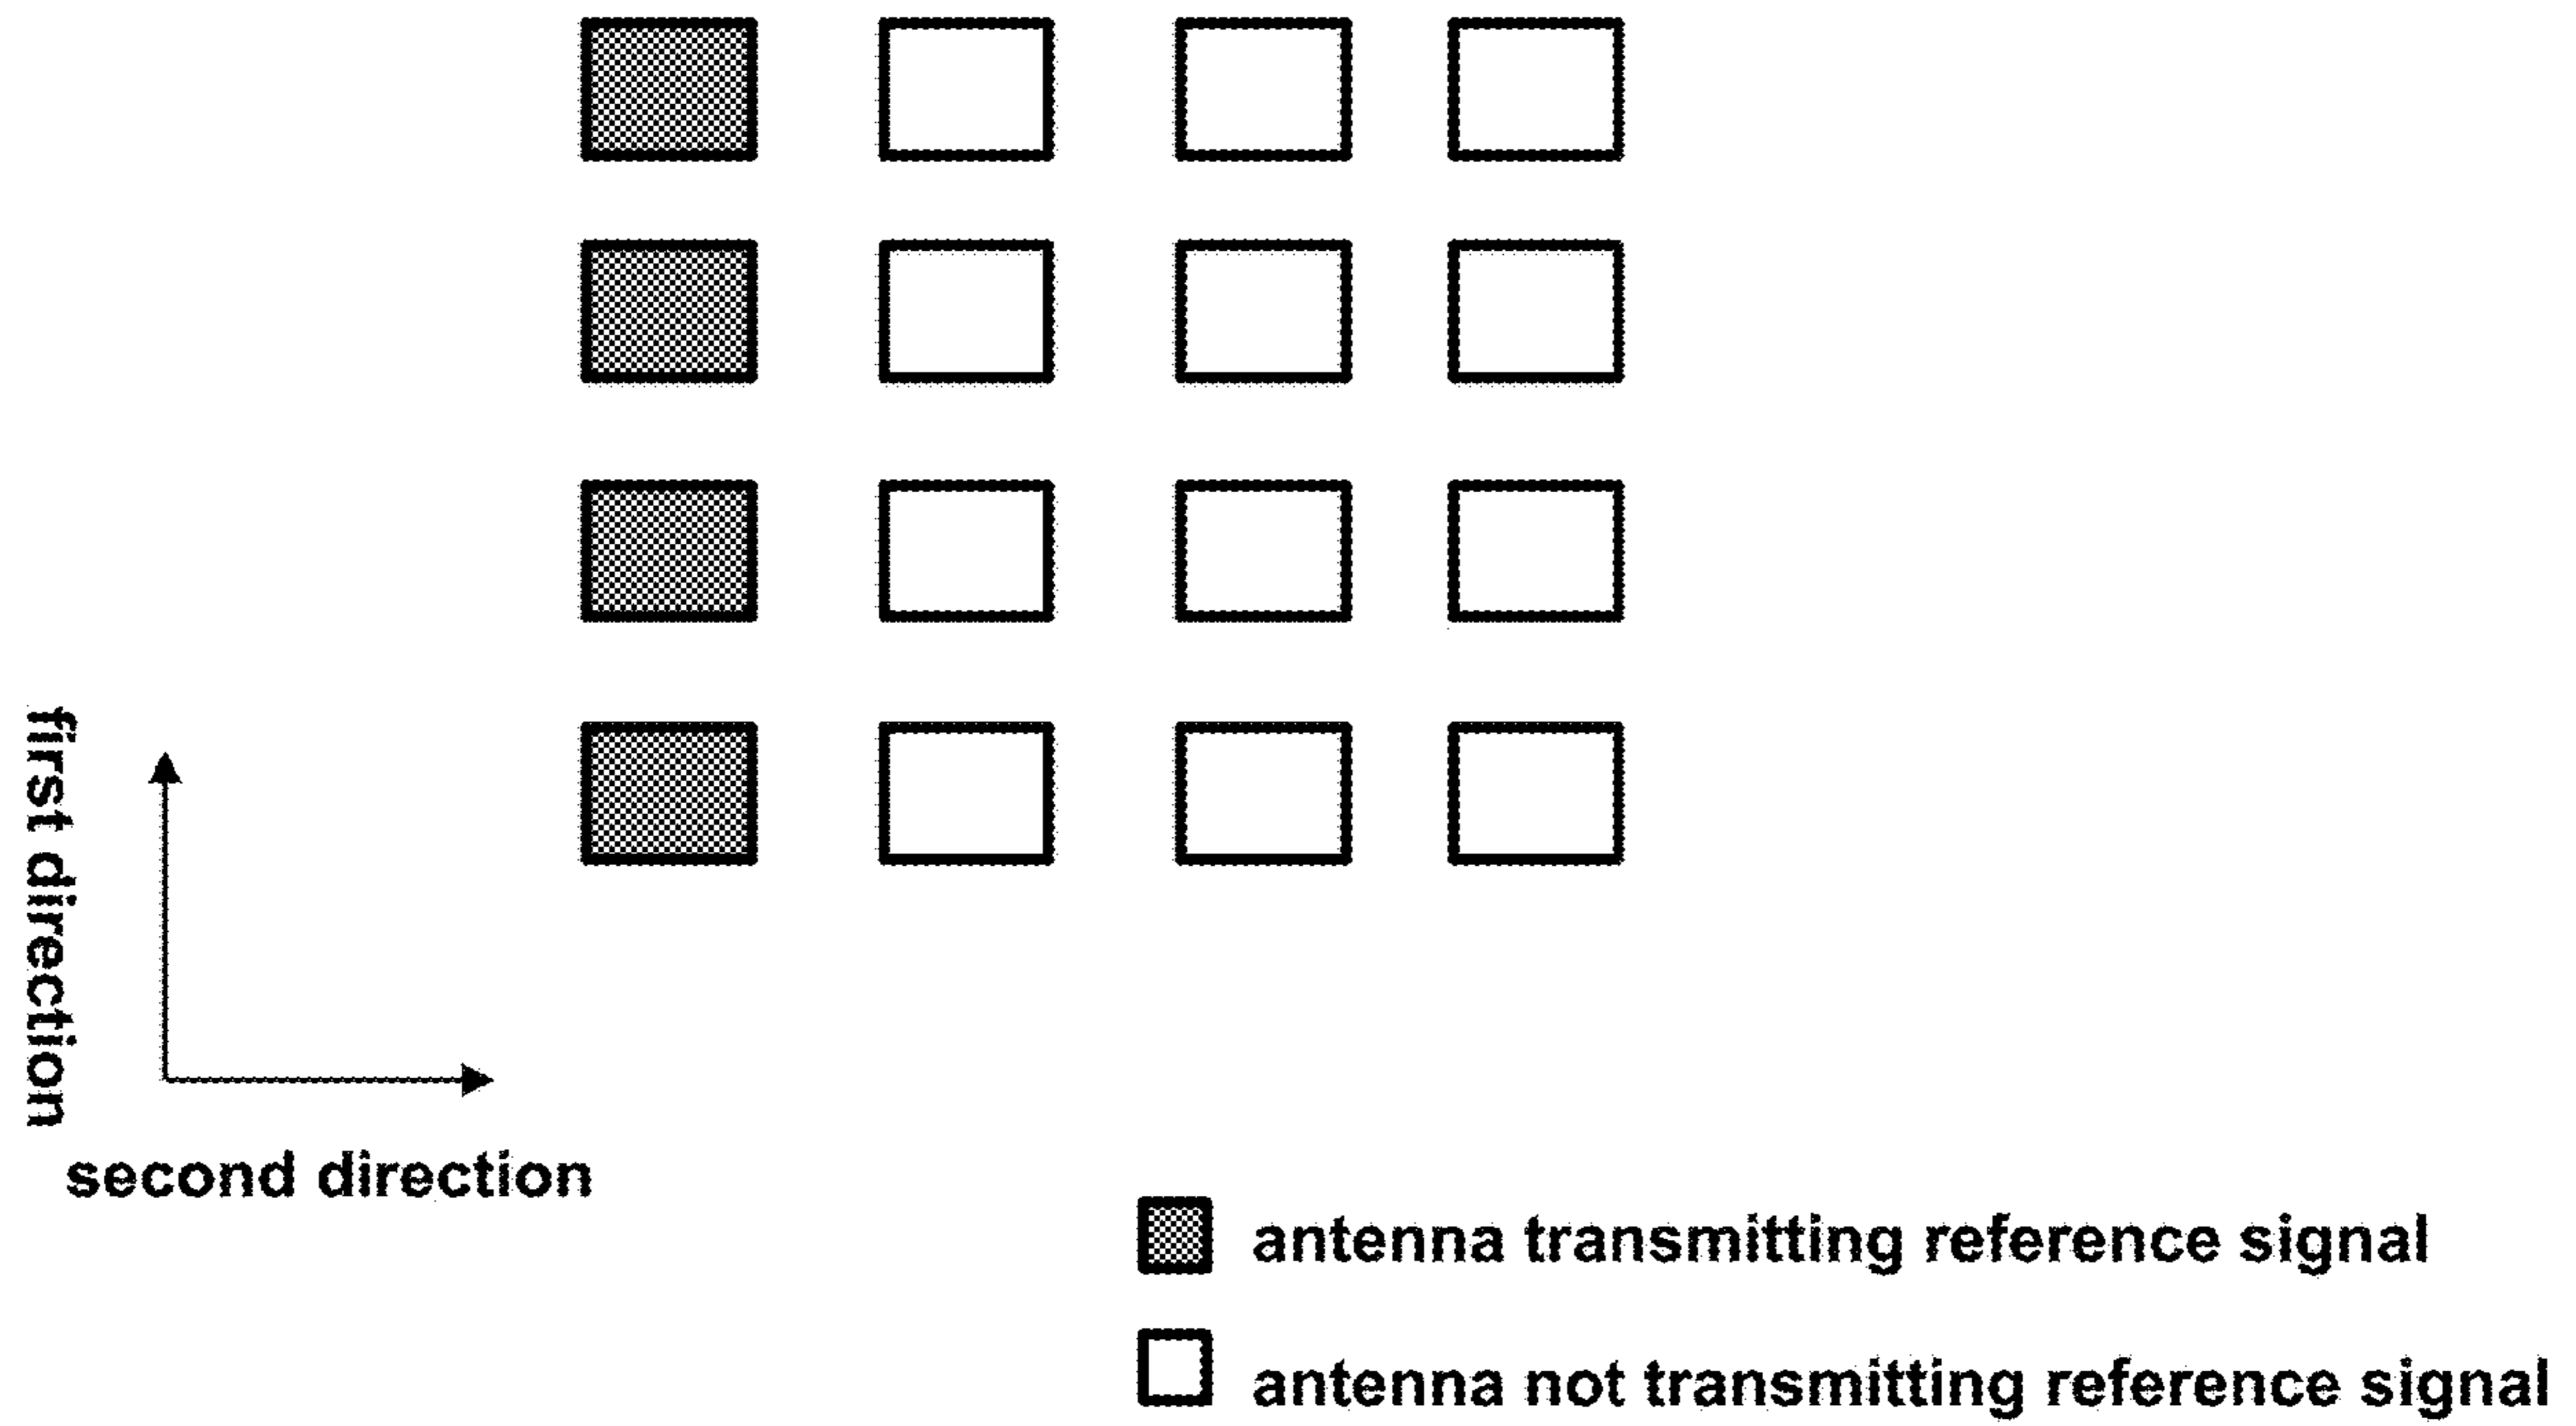 first direction
second direction
antenna transmitting reference signal
antenna not transmitting reference signal